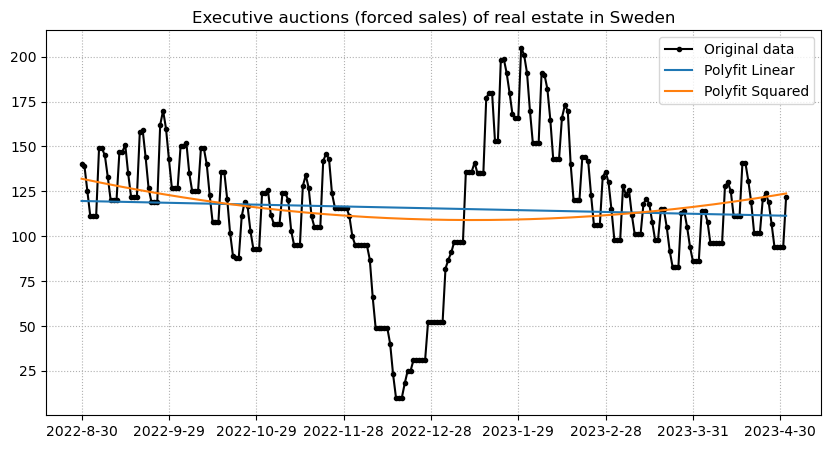 Executive auctions (forced sales) of real estate in Sweden
Original data
Polyfit Linear
Polyfit Squared
200
175
150
125
100
75
50
25
2022-8-30 2022-9-29 2022-10-29 2022-11-28 2022-12-28 2023-1-29 2023-2-28 2023-3-31 2023-4-30